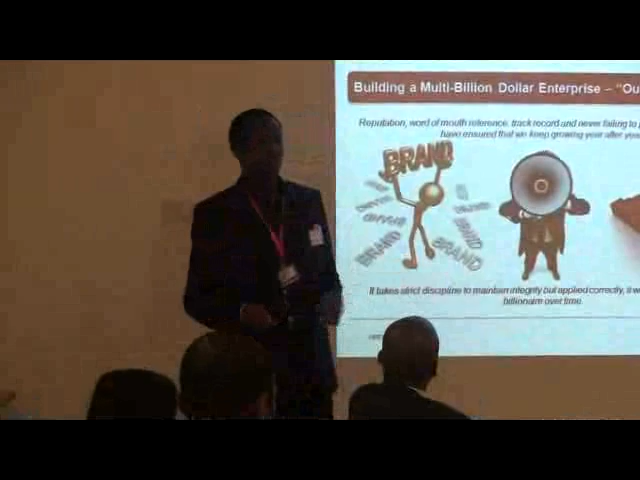 Building a Multi-Billion Dollar Enterprise – "Ou
Reputation, word of mouth reference, track record and never failing to
have ensured that we keep growing year after yea
BRAND
BRAND
BRAND
BRAND
It takes strict discipline to maintain integrity but applied correctly, it w
billionaire over time.